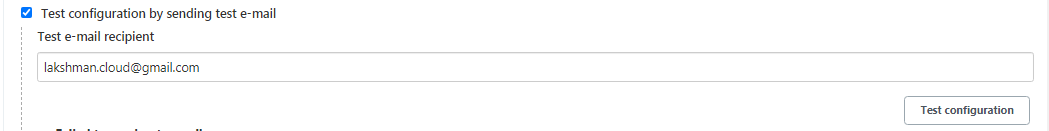 Test configuration by sending test e-mail
Test e-mail recipient
lakshman.cloud@gmail.com
Test configuration